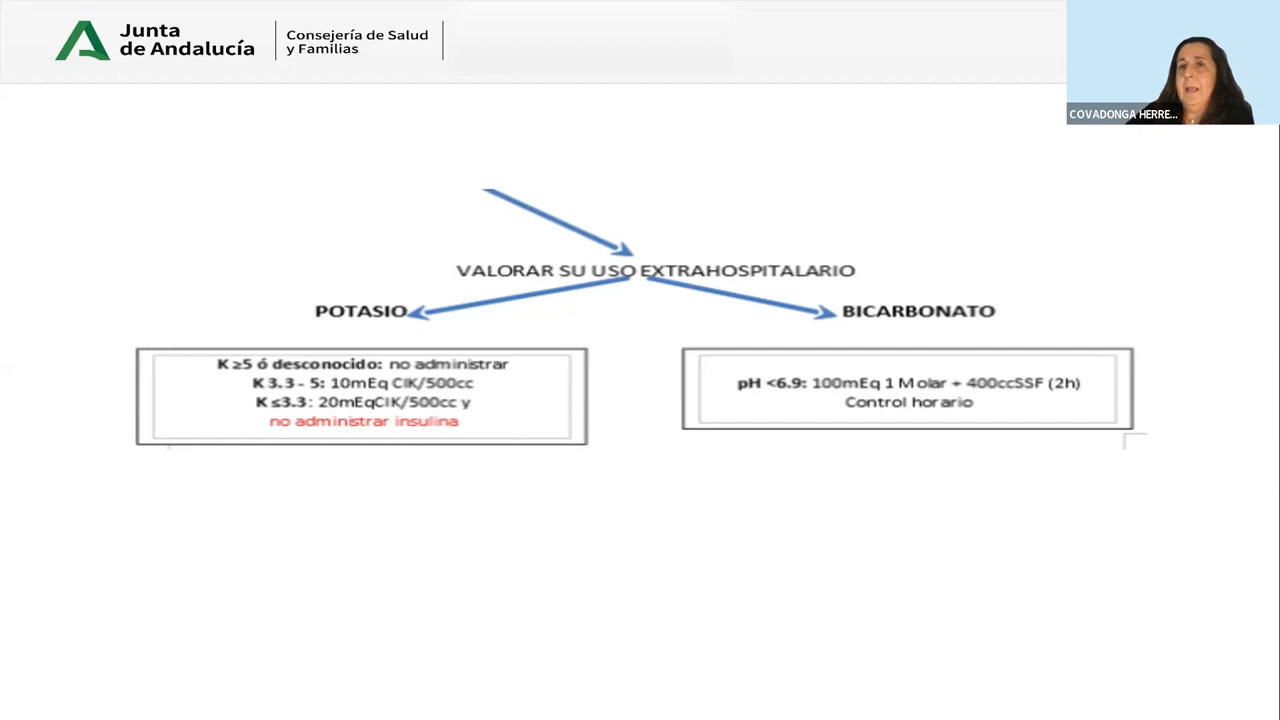 Junta
de Andalucía
Consejería de Salud
y Familias
COVADONGA HERRE...
VALORAR SU USO EXTRAHOSPITALARIO
POTASIO
BICARBONATO
K ≥5 ó desconocido: no administrar
K 3.3 - 5: 10mEq ClK/500cc
K ≤3.3: 20mEqClK/500cc y
no administrar insulina
pH <6.9: 100mEq 1 Molar + 400ccSSF (2h)
Control horario